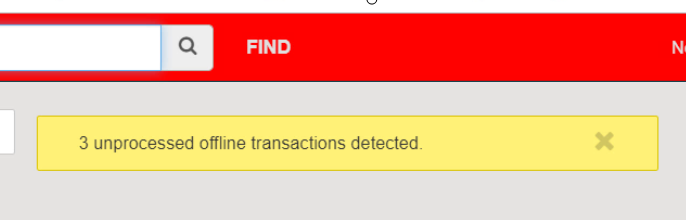 FIND
3 unprocessed offline transactions detected.